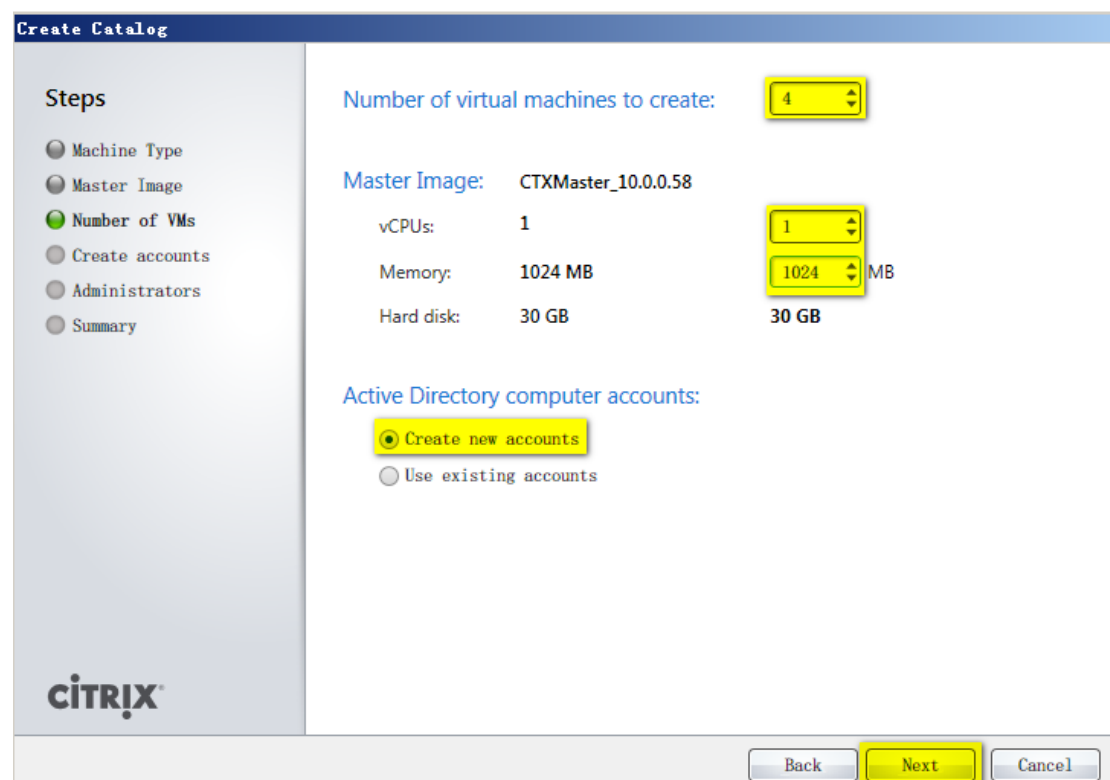 Create Catalog
Steps
Machine Type
Master Image
Number of VMs
Create accounts
Administrators
Summary
Number of virtual machines to create: 4
Master Image: CTXMaster_10.0.0.58
vCPUs: 1 1
Memory: 1024 MB 1024 MB
Hard disk: 30 GB 30 GB
Active Directory computer accounts:
Create new accounts
Use existing accounts
CITRIX
Back Next Cancel